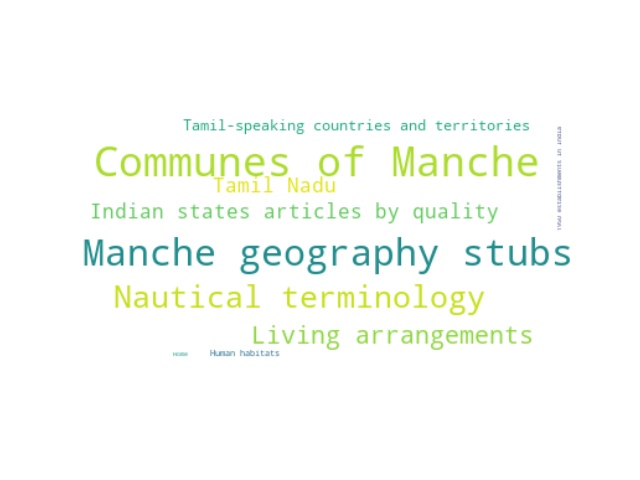 Tamil-speaking countries and territories
Communes of Manche
Tamil Nadu
Indian states articles by quality
Manche geography stubs
Nautical terminology
Living arrangements
Home
Human habitats